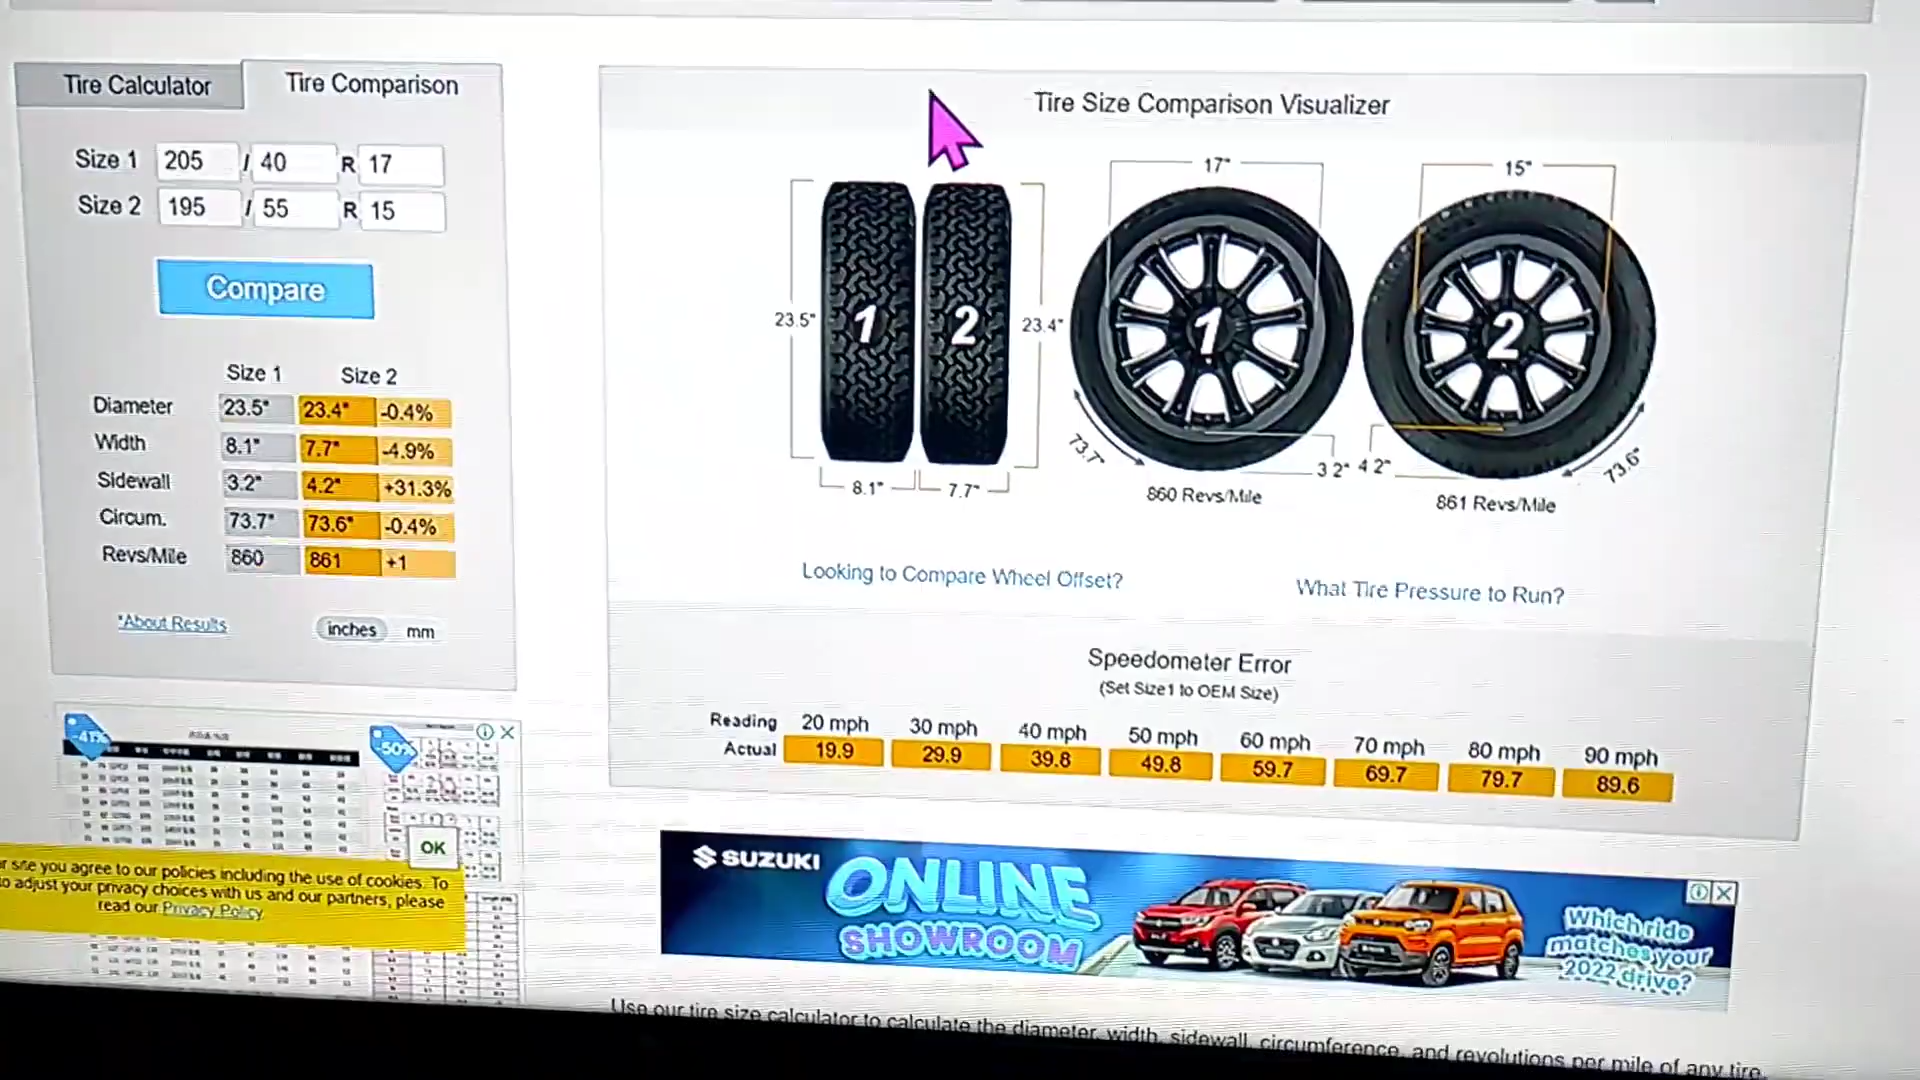 Tire Calculator
Tire Comparison
Size 1 205 / 40 R 17
Size 2 195 / 55 R 15
Compare
Size 1 Size 2
Diameter 23.5" 23.4" -0.4%
Width 8.1" 7.7" -4.9%
Sidewall 3.2" 4.2" +31.3%
Circum. 73.7" 73.6" -0.4%
Revs/Mile 860 861 +1
*About Results
inches mm
Tire Size Comparison Visualizer
17" 15"
23.5" 1 2 23.4" 1 2
8.1" 7.7"
73.7" 3.2" 4.2" 73.6"
860 Revs/Mile 861 Revs/Mile
Looking to Compare Wheel Offset? What Tire Pressure to Run?
Speedometer Error
(Set Size1 to OEM Size)
Reading 20 mph 30 mph 40 mph 50 mph 60 mph 70 mph 80 mph 90 mph
Actual 19.9 29.9 39.8 49.8 59.7 69.7 79.7 89.6
-41% -50%
OK
r site you agree to our policies including the use of cookies. To
o adjust your privacy choices with us and our partners, please
read our Privacy Policy.
SUZUKI
ONLINE
SHOWROOM
Which ride
matches your
2022 drive?
Use our tire size calculator to calculate the diameter, width, sidewall, circumference, and revolutions per mile of any tire